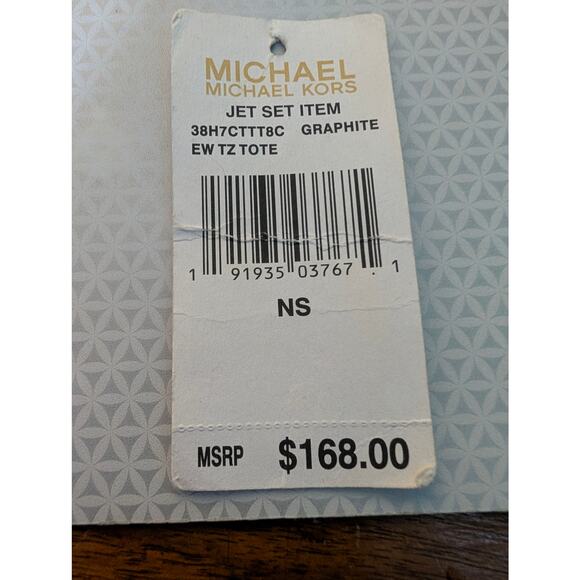 MICHAEL
MICHAEL KORS
JET SET ITEM
38H7CTTT8C GRAPHITE
EW TZ TOTE
1 91935 03767 . 1
NS
MSRP $168.00